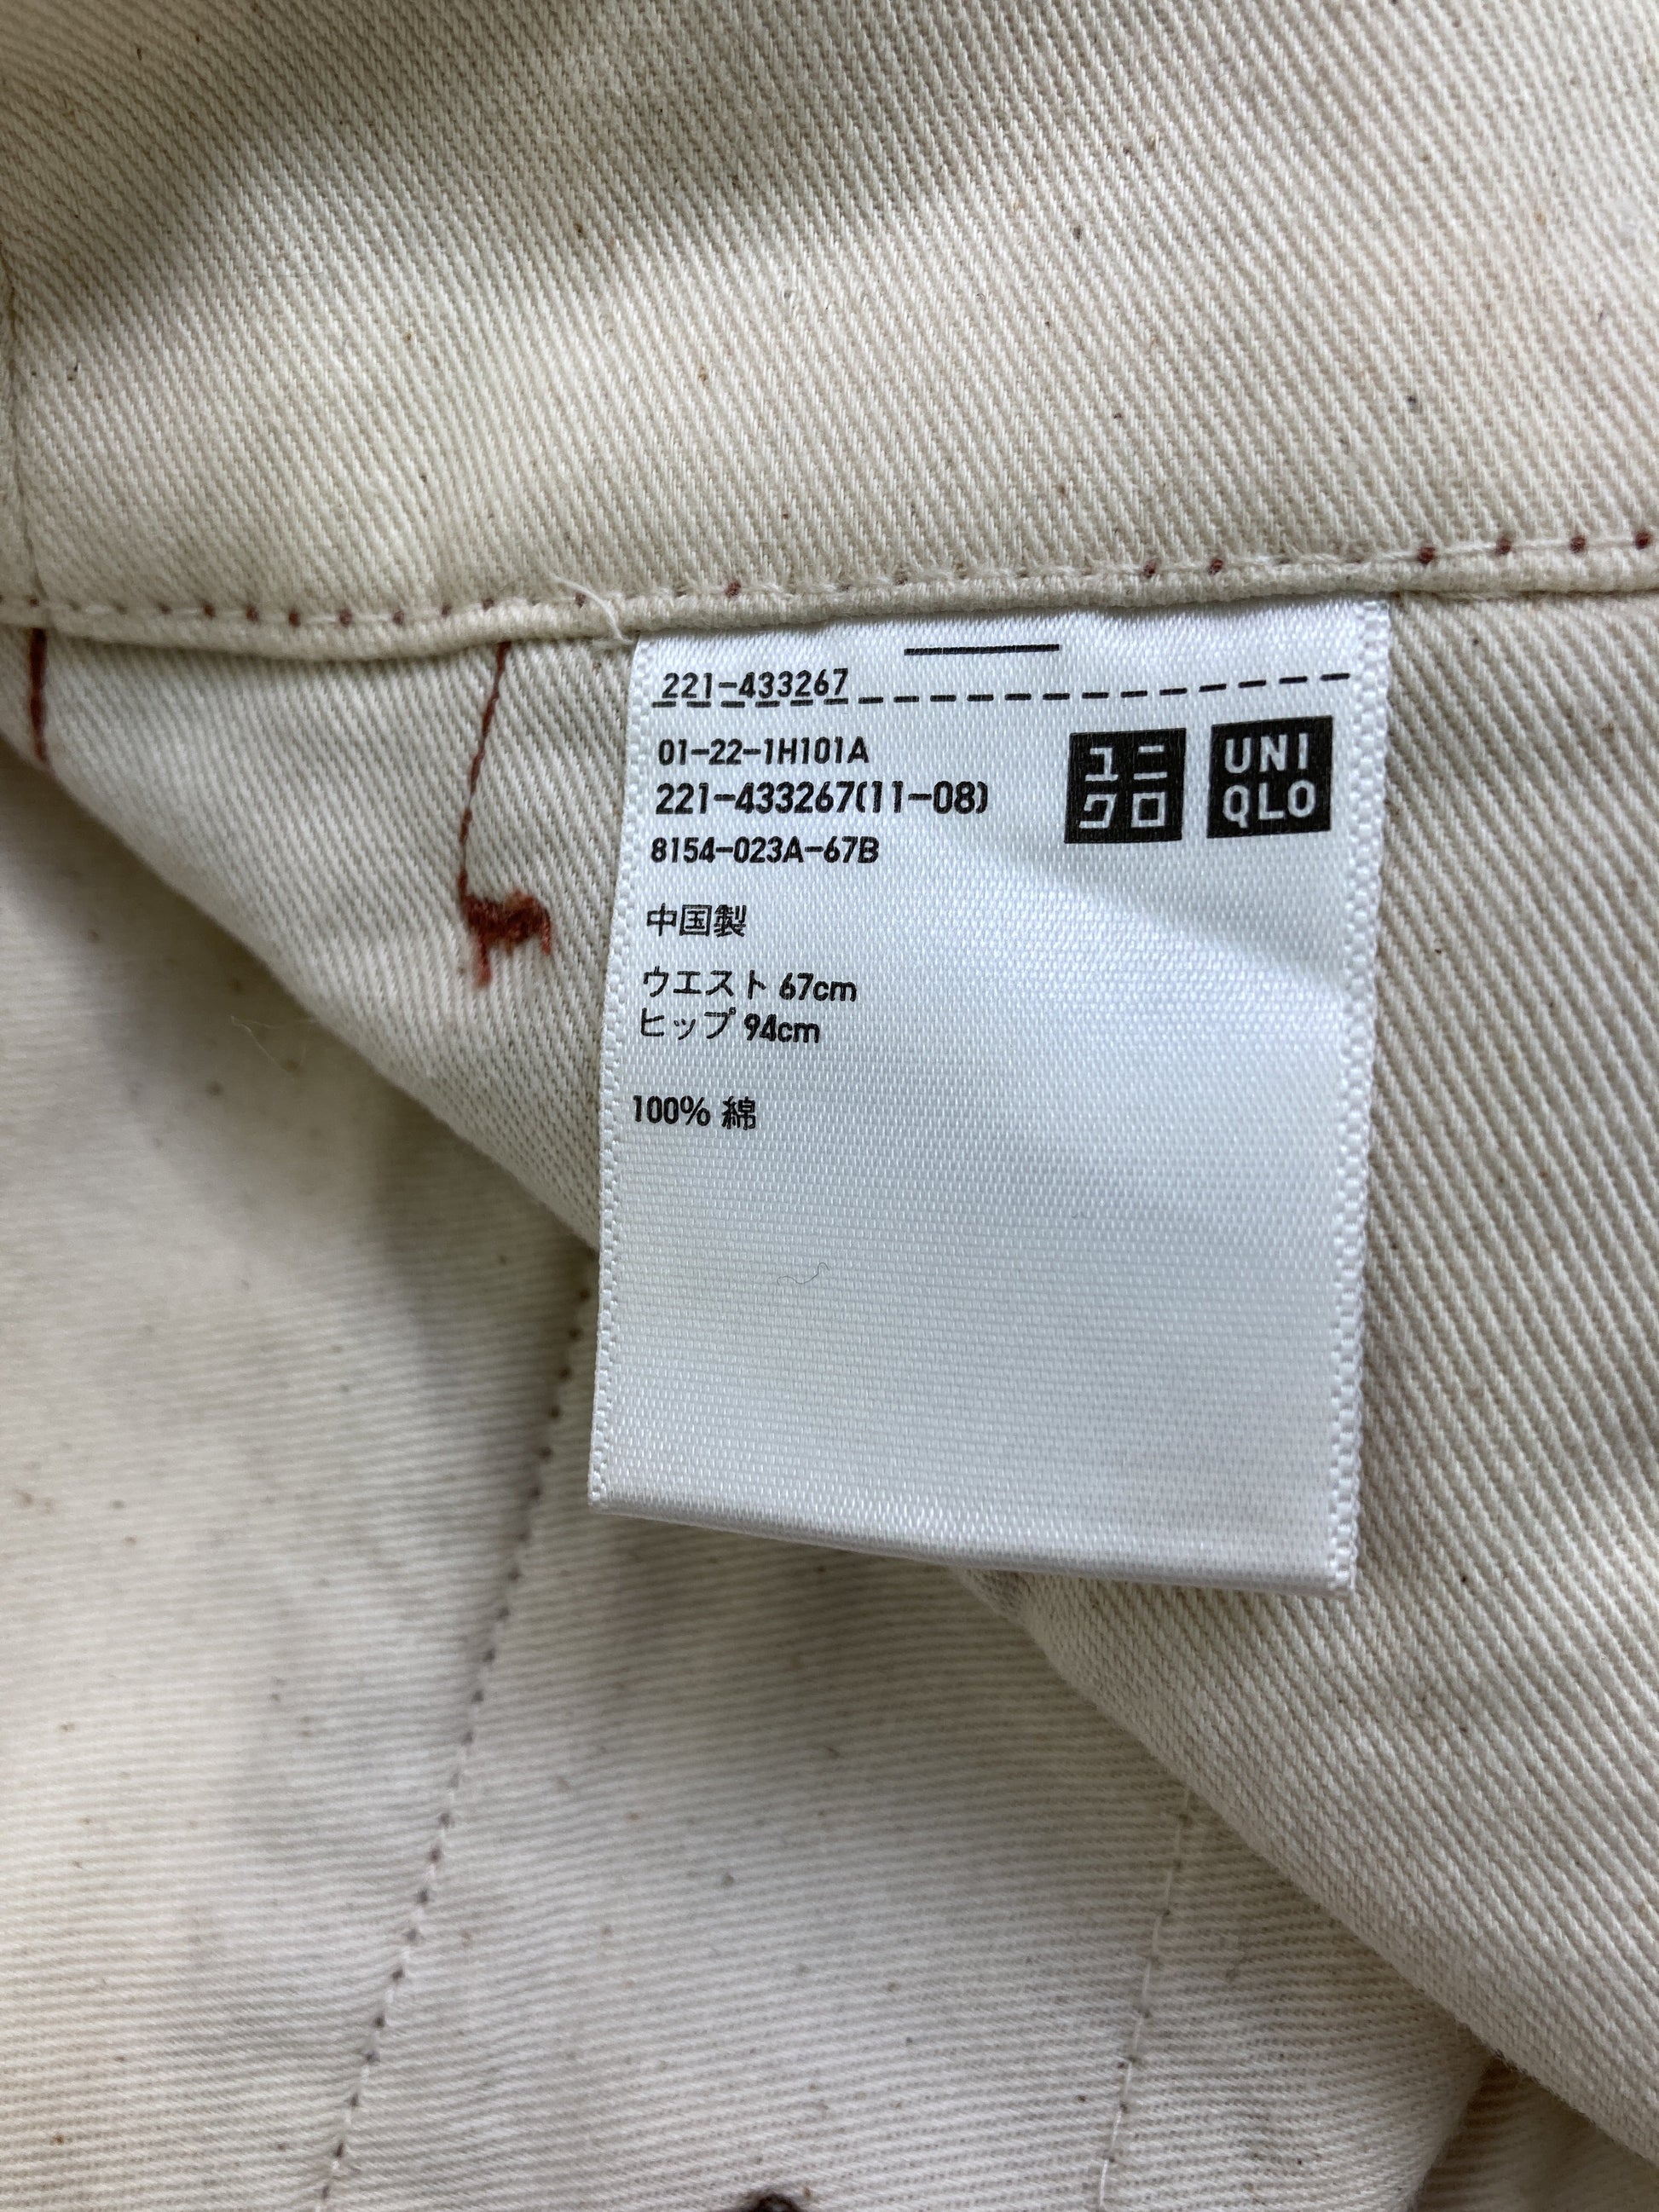 221-433267
01-22-1H101A
221-433267(11-08)
8154-023A-67B
ユニ
クロ
UNI
QLO
中国製
ウエスト 67cm
ヒップ 94cm
100% 綿